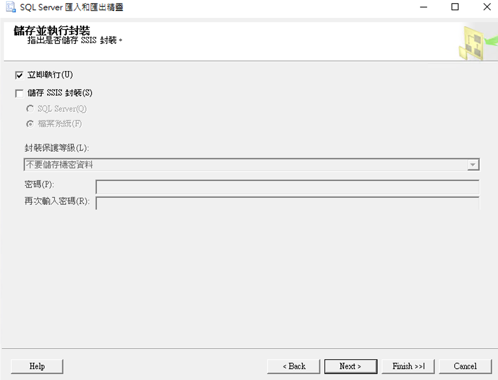 SQL Server 匯入和匯出精靈
儲存並執行封裝
指出是否儲存 SSIS 封裝。
立即執行(U)
儲存 SSIS 封裝(S)
SQL Server(Q)
檔案系統(F)
封裝保護等級(L):
不要儲存機密資料
密碼(P):
再次輸入密碼(R):
Help
< Back
Next >
Finish >>|
Cancel